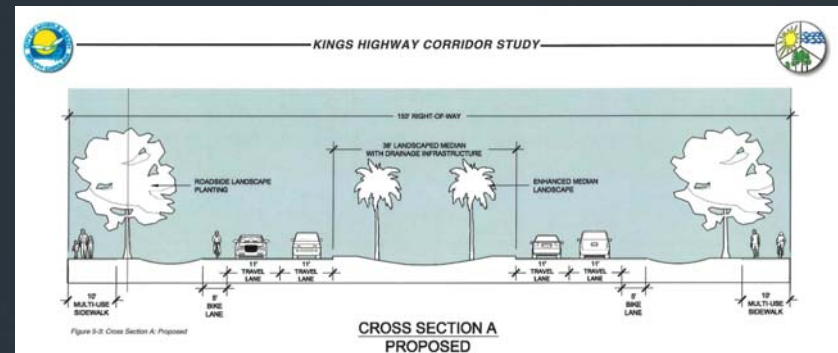 KINGS HIGHWAY CORRIDOR STUDY
150' RIGHT-OF-WAY
38' LANDSCAPED MEDIAN
WITH DRAINAGE INFRASTRUCTURE
ROADSIDE LANDSCAPE
PLANTING
ENHANCED MEDIAN
LANDSCAPE
11'
TRAVEL
LANE
11'
TRAVEL
LANE
11'
TRAVEL
LANE
11'
TRAVEL
LANE
10'
MULTI-USE
SIDEWALK
BIKE
LANE
BIKE
LANE
10'
MULTI-USE
SIDEWALK
Figure 5-3: Cross Section A: Proposed
CROSS SECTION A
PROPOSED